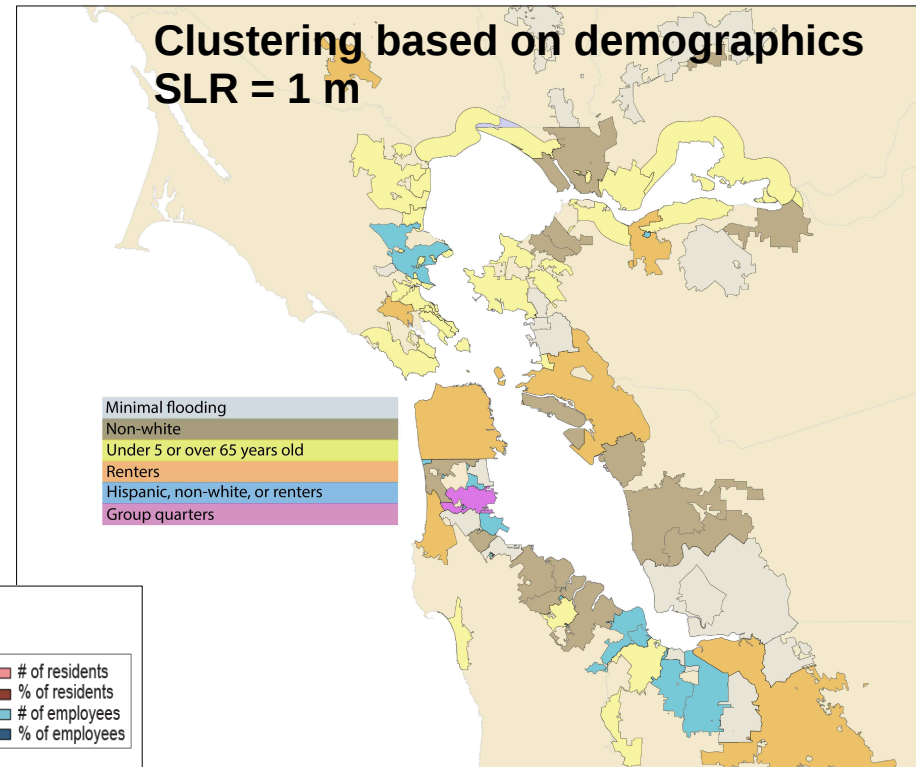 Clustering based on demographics
SLR = 1 m
Minimal flooding
Non-white
Under 5 or over 65 years old
Renters
Hispanic, non-white, or renters
Group quarters
# of residents
% of residents
# of employees
% of employees